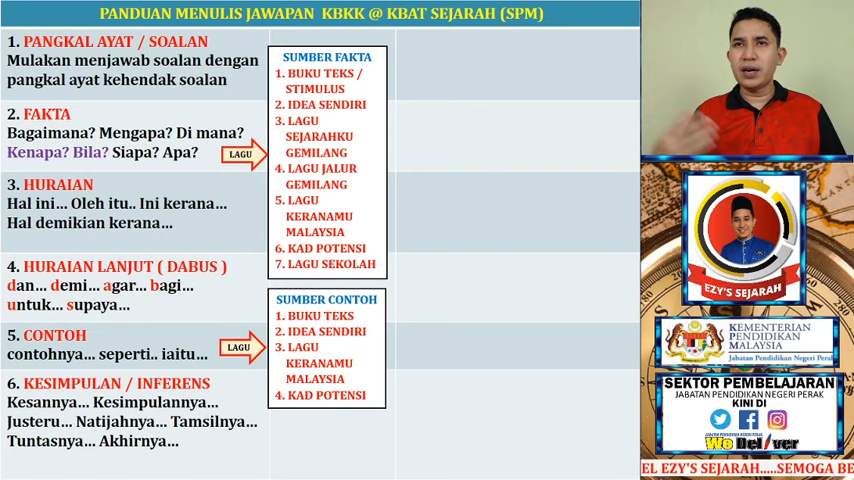 PANDUAN MENULIS JAWAPAN KBKK @ KBAT SEJARAH (SPM)
1. PANGKAL AYAT / SOALAN
Mulakan menjawab soalan dengan
pangkal ayat kehendak soalan
2. FAKTA
Bagaimana? Mengapa? Di mana?
Kenapa? Bila? Siapa? Apa?
LAGU
3. HURAIAN
Hal ini... Oleh itu.. Ini kerana...
Hal demikian kerana...
4. HURAIAN LANJUT ( DABUS )
dan... demi... agar... bagi...
untuk... supaya...
5. CONTOH
contohnya... seperti.. iaitu...
LAGU
6. KESIMPULAN / INFERENS
Kesannya... Kesimpulannya...
Justeru... Natijahnya... Tamsilnya...
Tuntasnya... Akhirnya...
SUMBER FAKTA
1. BUKU TEKS /
STIMULUS
2. IDEA SENDIRI
3. LAGU
SEJARAHKU
GEMILANG
4. LAGU JALUR
GEMILANG
5. LAGU
KERANAMU
MALAYSIA
6. KAD POTENSI
7. LAGU SEKOLAH
SUMBER CONTOH
1. BUKU TEKS
2. IDEA SENDIRI
3. LAGU
KERANAMU
MALAYSIA
4. KAD POTENSI
EZY'S SEJARAH
KEMENTERIAN
PENDIDIKAN
MALAYSIA
Jabatan Pendidikan Negeri Perak
SEKTOR PEMBELAJARAN
JABATAN PENDIDIKAN NEGERI PERAK
KINI DI
JABATAN PENDIDIKAN NEGERI PERAK
We Deliver
EL EZY'S SEJARAH.....SEMOGA BE